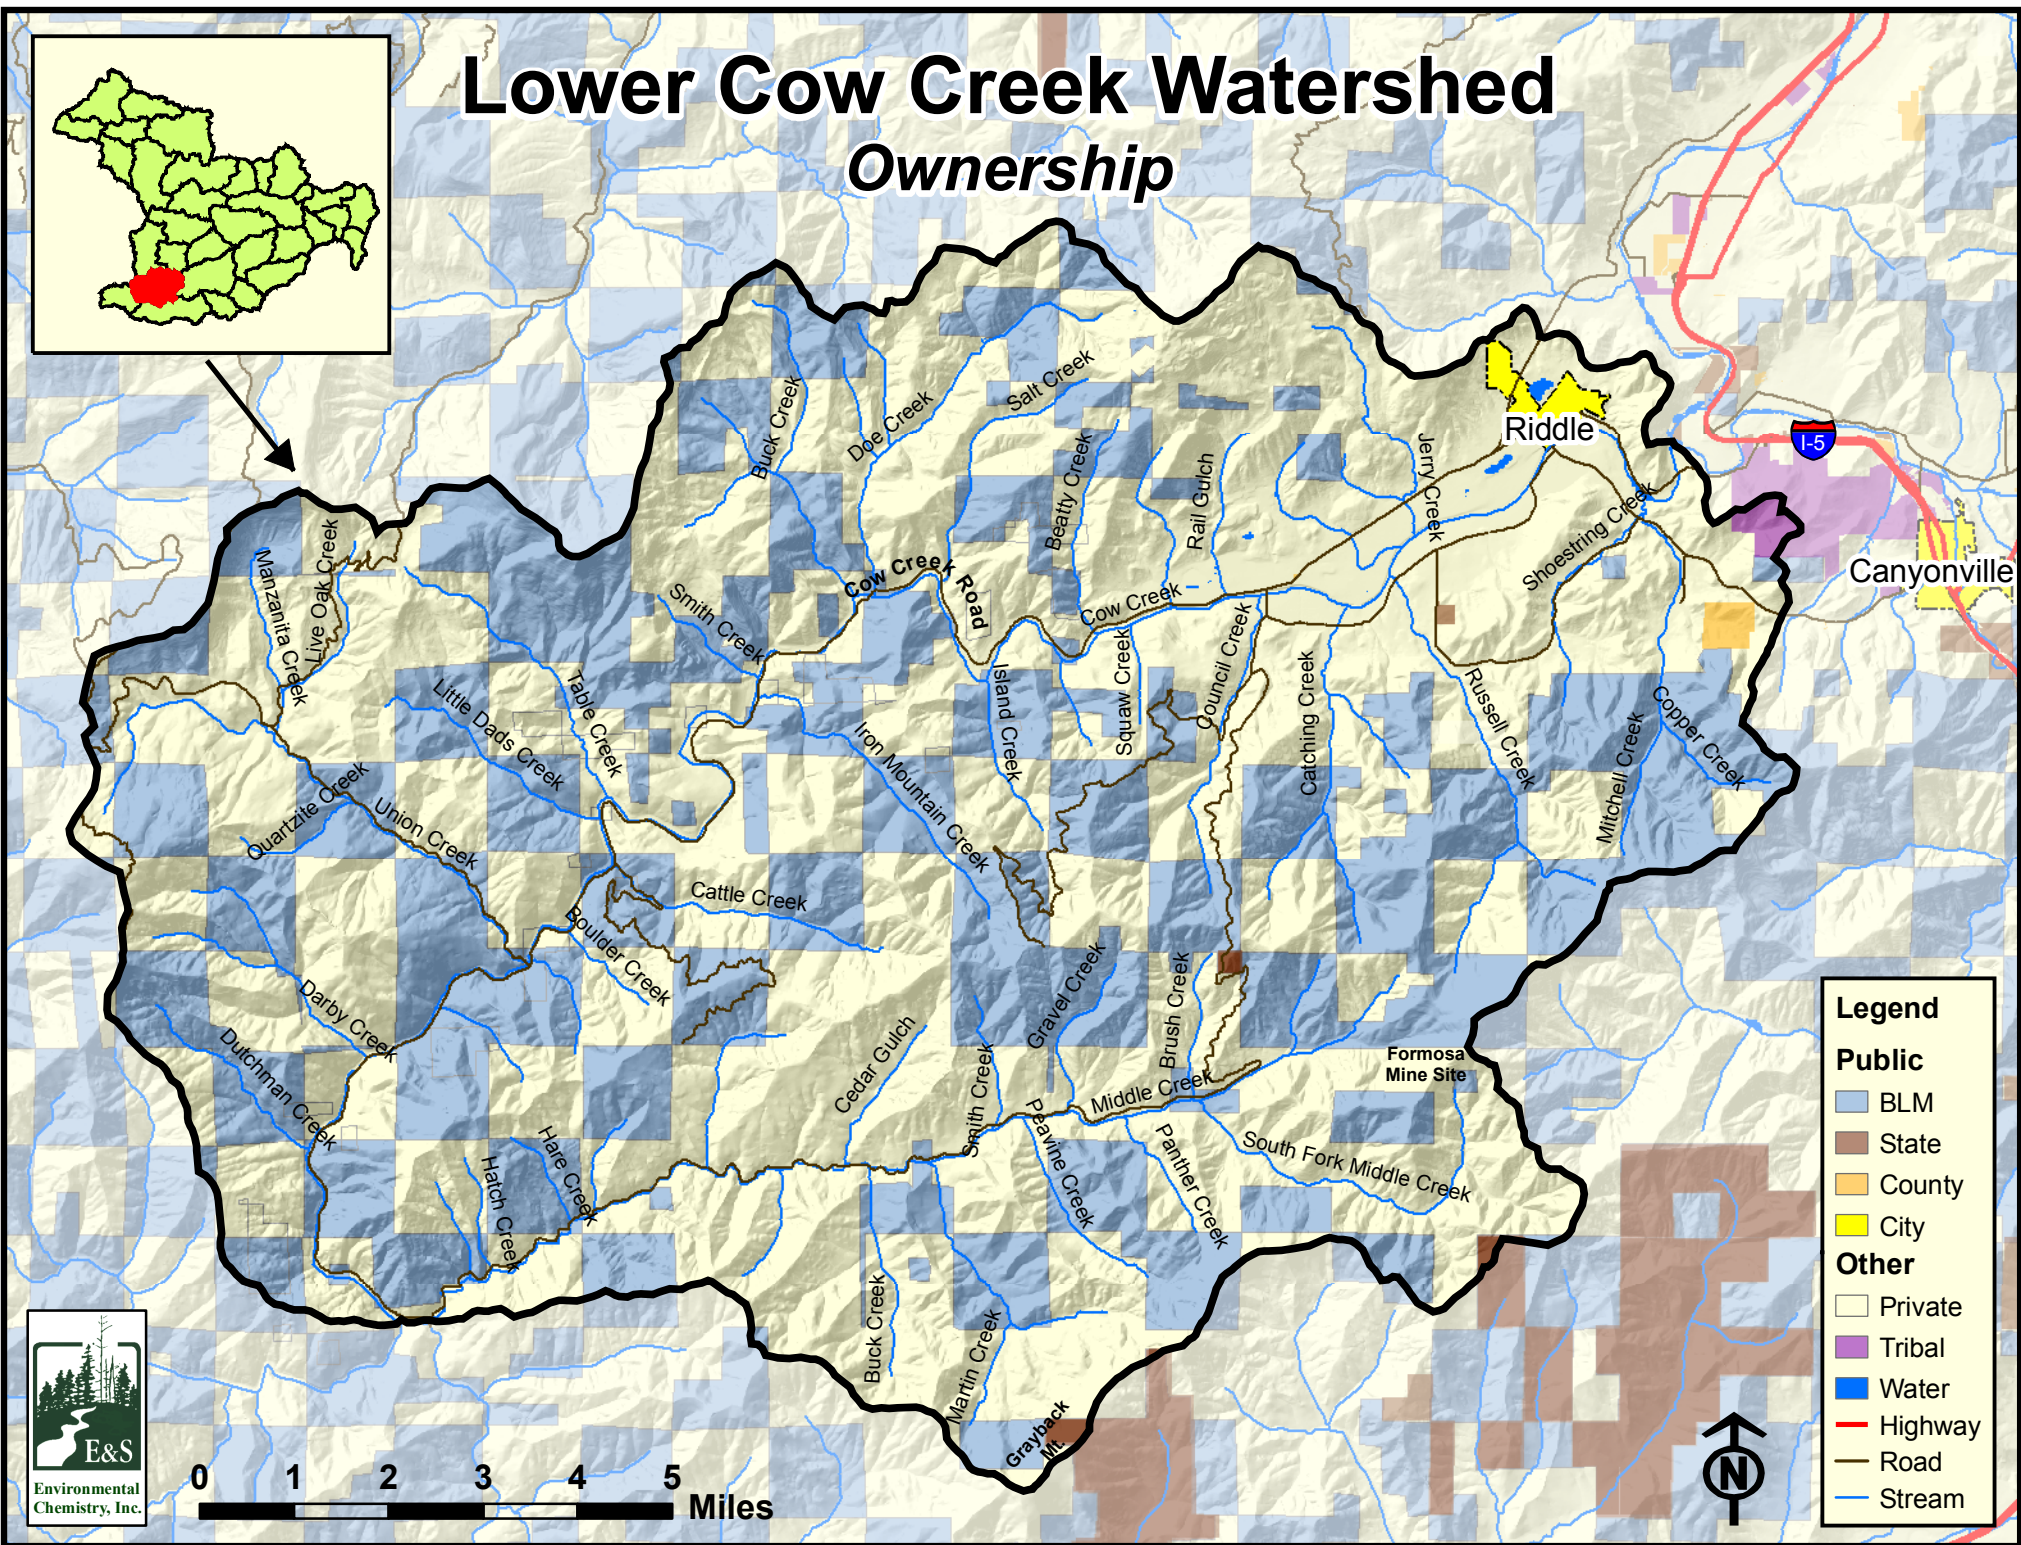 Lower Cow Creek Watershed
Ownership
Buck Creek
Doe Creek
Salt Creek
Beatty Creek
Rail Gulch
Jerry Creek
Riddle
I-5
Canyonville
Shoestring Creek
Manzanita Creek
Live Oak Creek
Smith Creek
Cow Creek Road
Cow Creek
Squaw Creek
Council Creek
Island Creek
Catching Creek
Russell Creek
Mitchell Creek
Copper Creek
Little Dads Creek
Table Creek
Iron Mountain Creek
Quartzite Creek
Union Creek
Cattle Creek
Boulder Creek
Darby Creek
Dutchman Creek
Cedar Gulch
Smith Creek
Gravel Creek
Brush Creek
Middle Creek
Formosa
Mine Site
Peavine Creek
Panther Creek
South Fork Middle Creek
Hare Creek
Hatch Creek
Buck Creek
Martin Creek
Grayback
Mt.
Legend
Public
BLM
State
County
City
Other
Private
Tribal
Water
Highway
Road
Stream
N
E&S
Environmental
Chemistry, Inc.
0 1 2 3 4 5
Miles